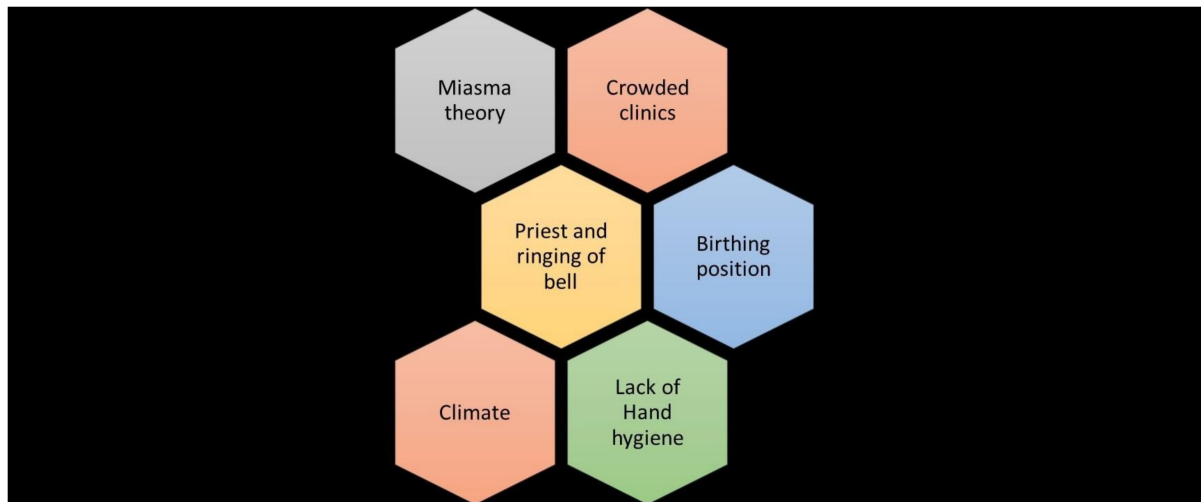 Miasma
theory
Crowded
clinics
Priest and
ringing of
bell
Birthing
position
Climate
Lack of
Hand
hygiene